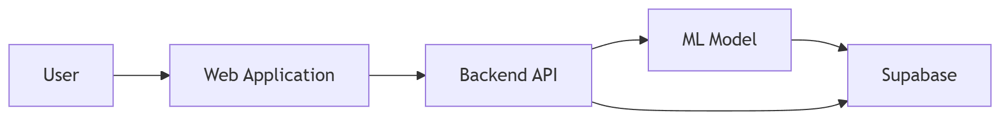 User
Web Application
Backend API
ML Model
Supabase